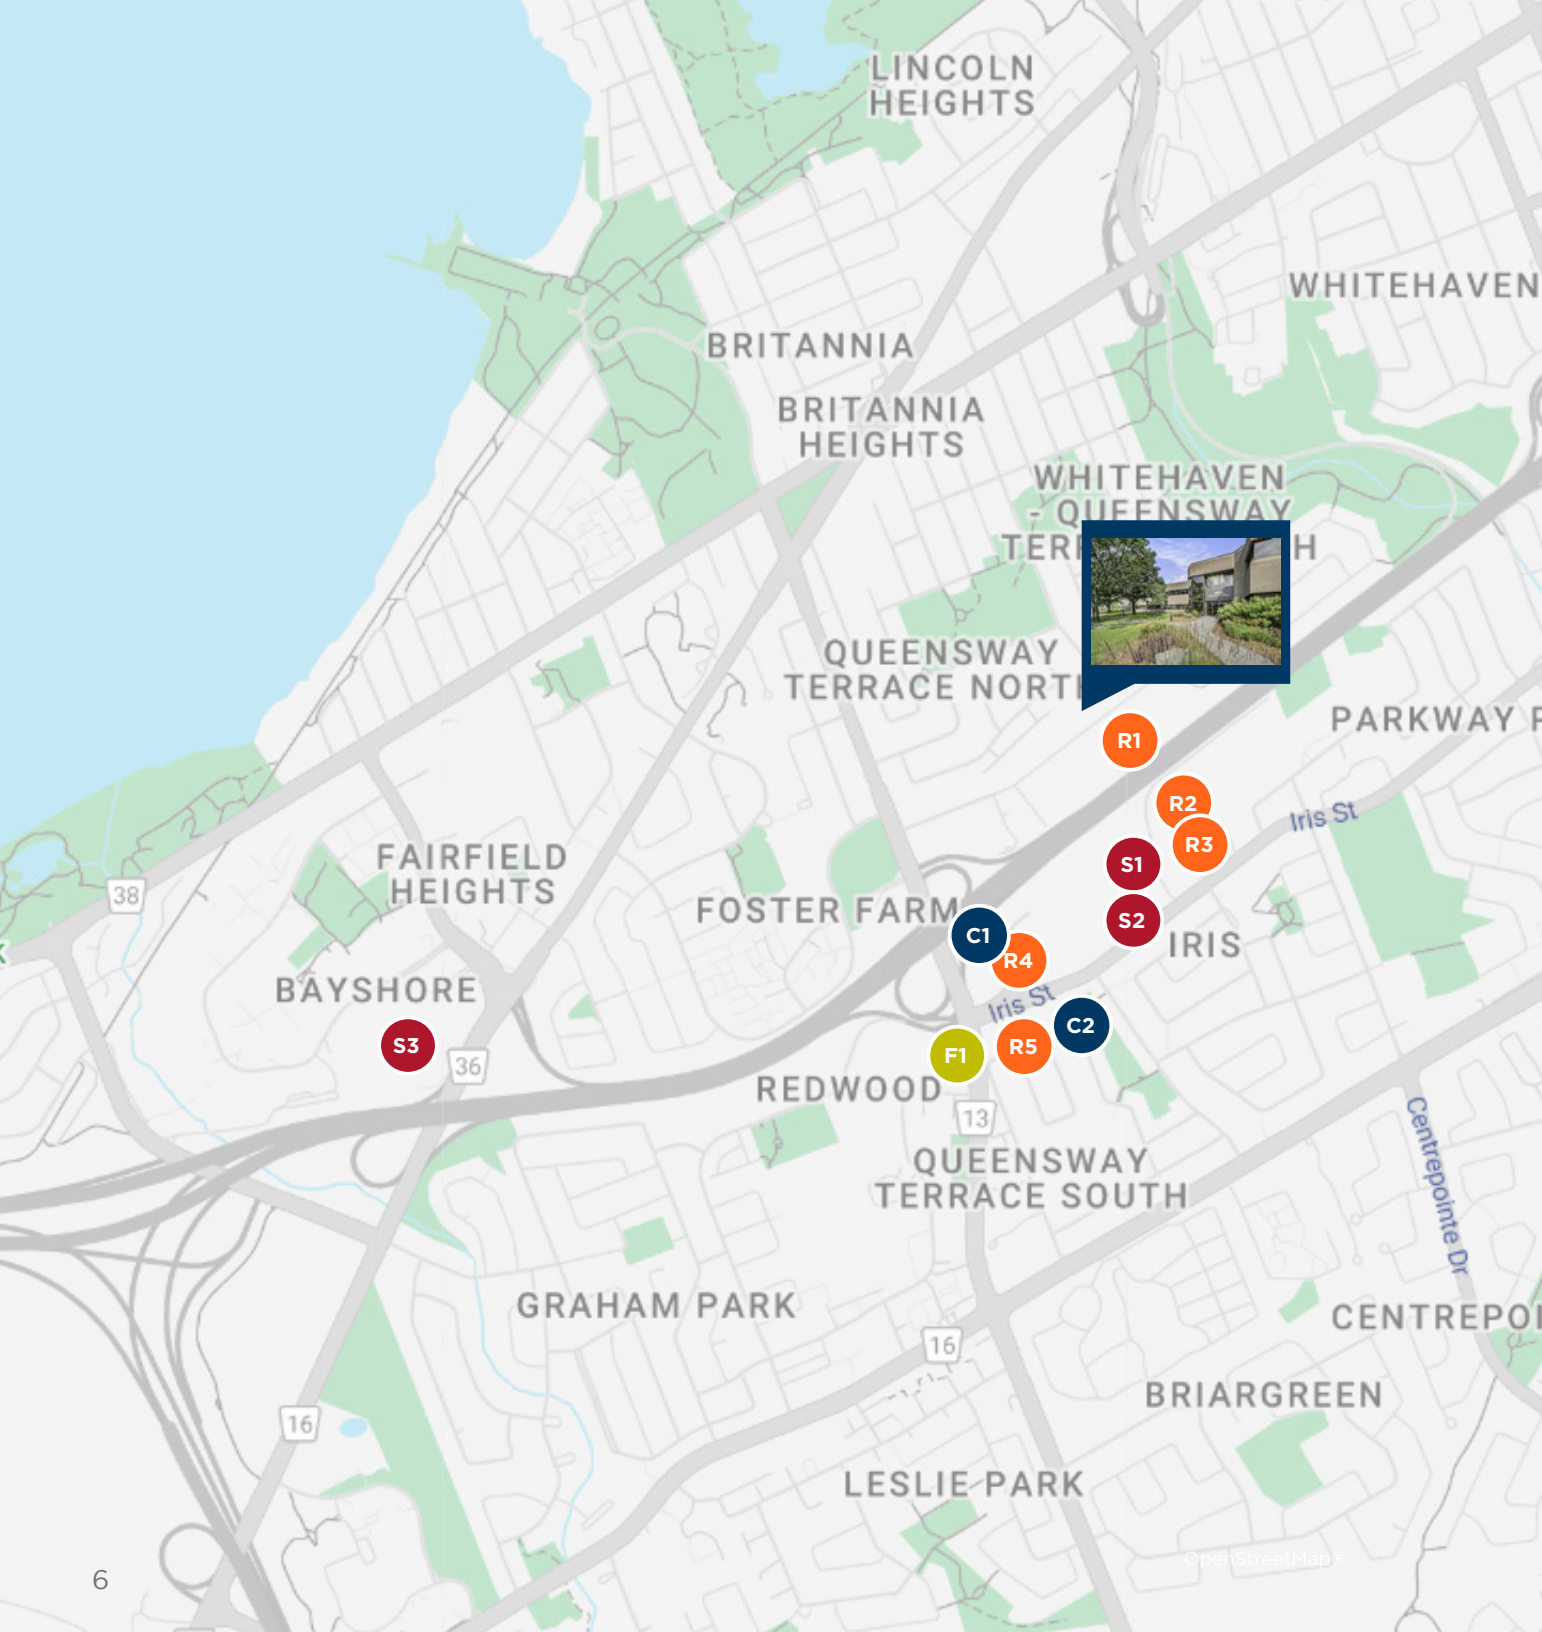 LINCOLN
HEIGHTS
WHITEHAVEN
BRITANNIA
BRITANNIA
HEIGHTS
WHITEHAVEN
- QUEENSWAY
TER
H
QUEENSWAY
TERRACE NORTH
PARKWAY
R1
R2
Iris St
R3
FAIRFIELD
HEIGHTS
S1
38
FOSTER FARM
S2
C1
IRIS
R4
BAYSHORE
Iris St
C2
S3
R5
F1
36
REDWOOD
13
Centrepointe Dr
QUEENSWAY
TERRACE SOUTH
GRAHAM PARK
CENTREPOI
16
BRIARGREEN
16
LESLIE PARK
OpenStreetMap®
6